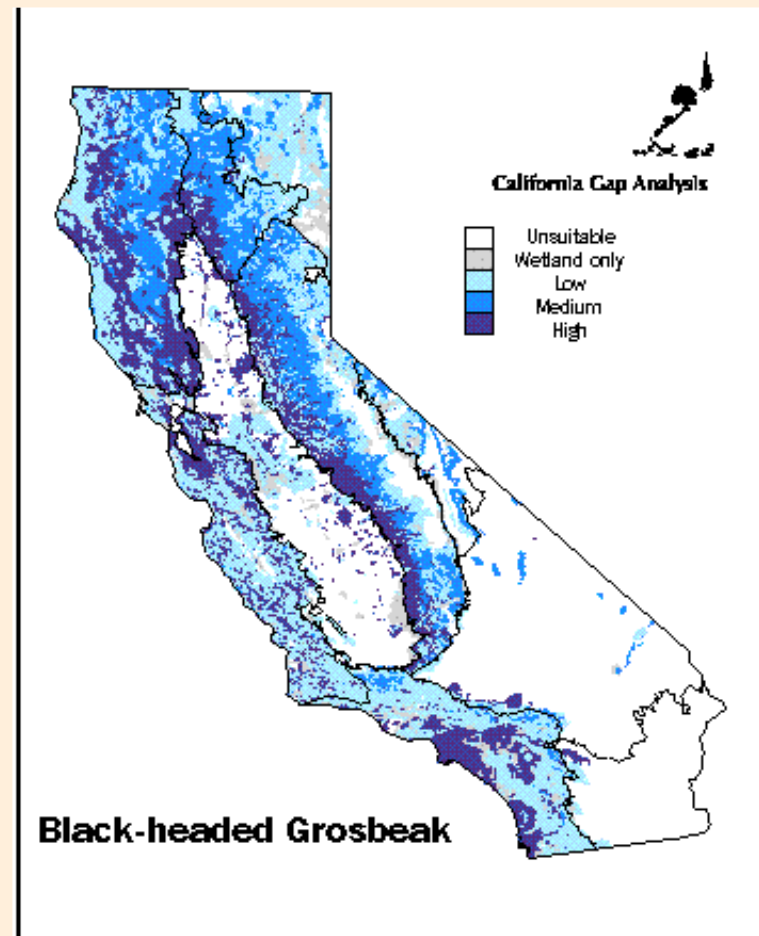 California Gap Analysis
Unsuitable
Wetland only
Low
Medium
High
Black-headed Grosbeak